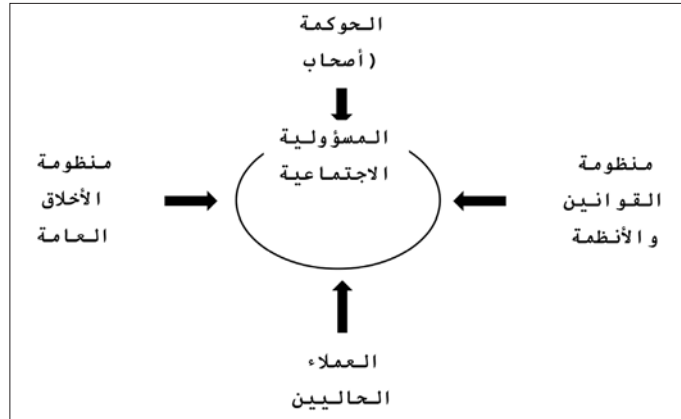 الحوكمة
(أصحاب
المسؤولية
الاجتماعية
منظومة
القوانين
والأنظمة
منظومة
الأخلاق
العامة
العملاء
الحاليين